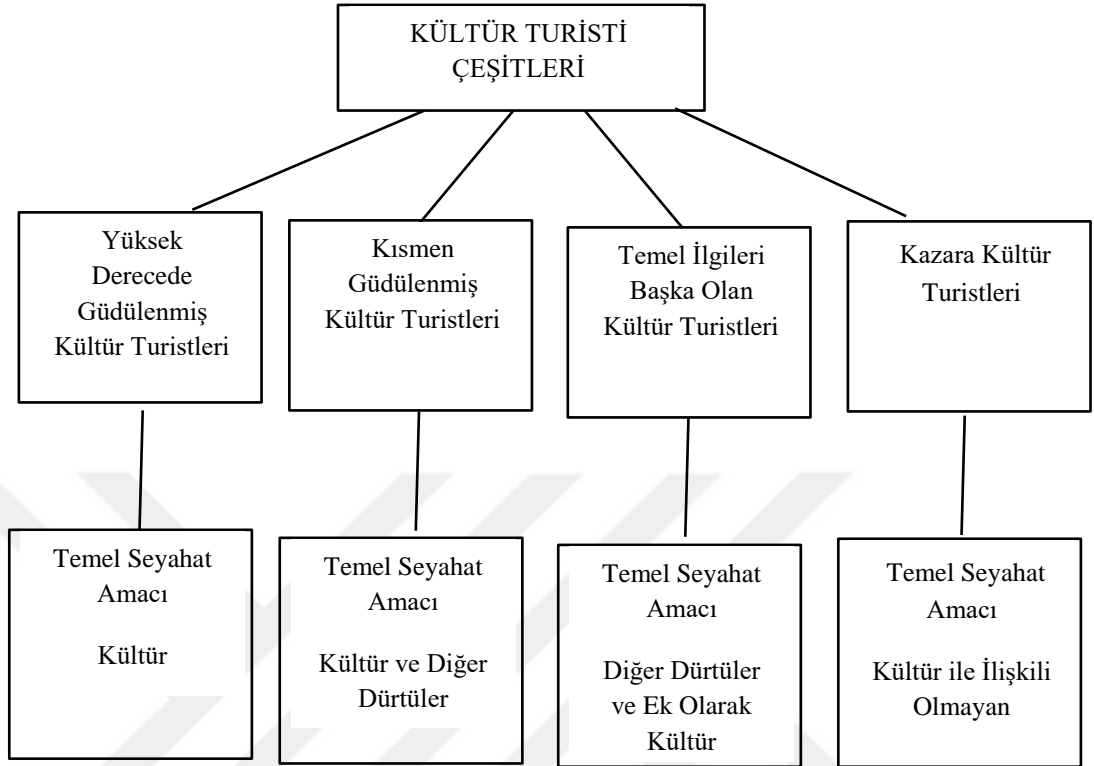 KÜLTÜR TURİSTİ
ÇEŞİTLERİ
Yüksek
Derecede
Güdülenmiş
Kültür Turistleri
Kısmen
Güdülenmiş
Kültür Turistleri
Temel İlgileri
Başka Olan
Kültür Turistleri
Kazara Kültür
Turistleri
Temel Seyahat
Amacı
Kültür
Temel Seyahat
Amacı
Kültür ve Diğer
Dürtüler
Temel Seyahat
Amacı
Diğer Dürtüler
ve Ek Olarak
Kültür
Temel Seyahat
Amacı
Kültür ile İlişkili
Olmayan